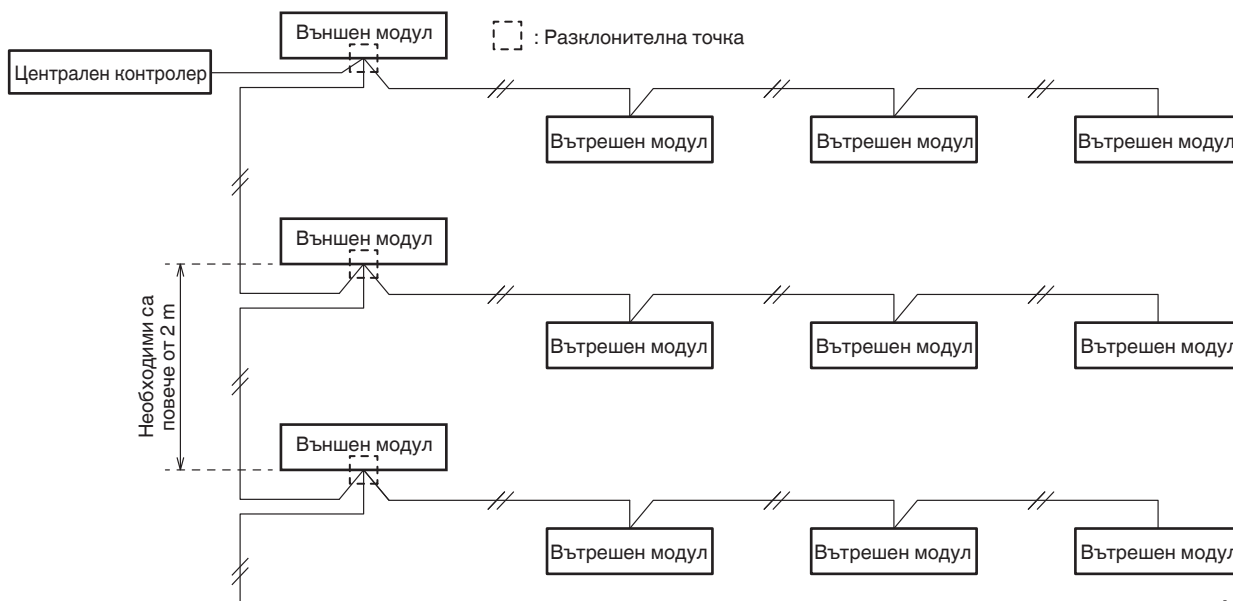 Външен модул
: Разклонителна точка
Централен контролер
Вътрешен модул
Вътрешен модул
Вътрешен модул
Външен модул
Необходими са
повече от 2 m
Вътрешен модул
Вътрешен модул
Вътрешен модул
Външен модул
Вътрешен модул
Вътрешен модул
Вътрешен модул